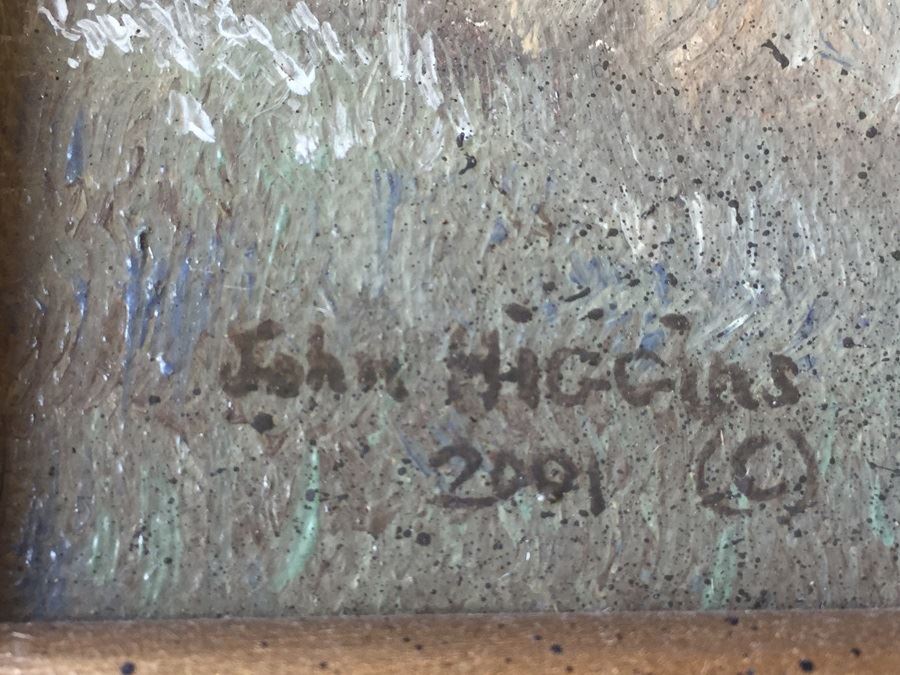 John HIGGins
2001 (C)